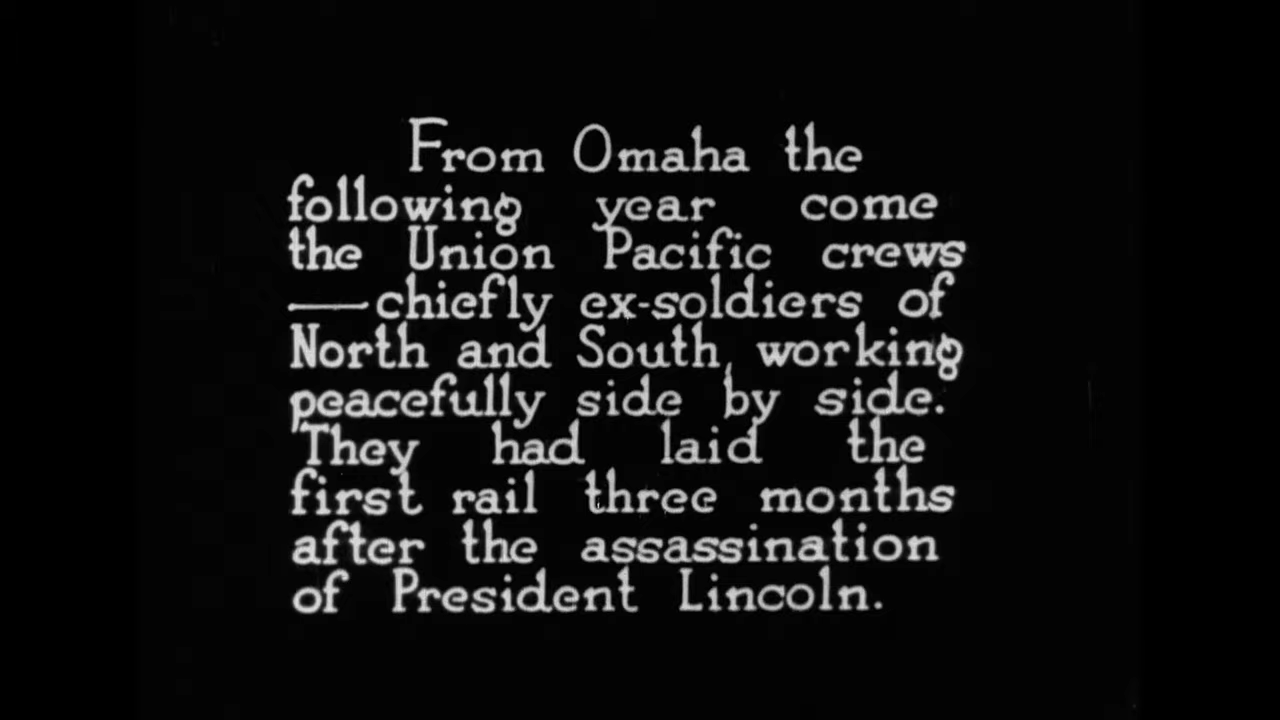 From Omaha the
following year come
the Union Pacific crews
—chiefly ex-soldiers of
North and South, working
peacefully side by side.
They had laid the
first rail three months
after the assassination
of President Lincoln.